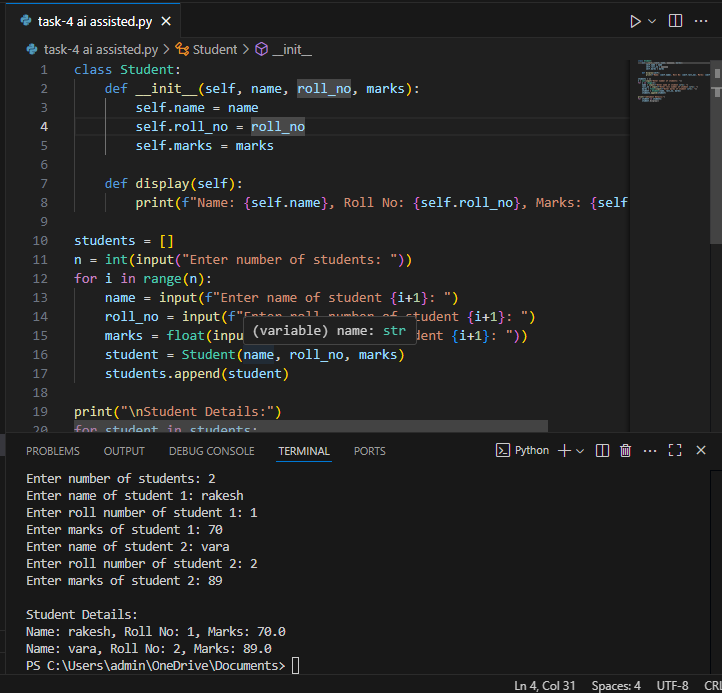 task-4 ai assisted.py
task-4 ai assisted.py > Student > __init__
1 class Student:
2     def __init__(self, name, roll_no, marks):
3         self.name = name
4         self.roll_no = roll_no
5         self.marks = marks
6
7     def display(self):
8         print(f"Name: {self.name}, Roll No: {self.roll_no}, Marks: {self
9
10 students = []
11 n = int(input("Enter number of students: "))
12 for i in range(n):
13     name = input(f"Enter name of student {i+1}: ")
14     roll_no = input(f"Enter roll number of student {i+1}: ")
(variable) name: str
15     marks = float(inpu dent {i+1}: "))
16     student = Student(name, roll_no, marks)
17     students.append(student)
18
19 print("\nStudent Details:")
20 for student in students:
PROBLEMS OUTPUT DEBUG CONSOLE TERMINAL PORTS Python
Enter number of students: 2
Enter name of student 1: rakesh
Enter roll number of student 1: 1
Enter marks of student 1: 70
Enter name of student 2: vara
Enter roll number of student 2: 2
Enter marks of student 2: 89

Student Details:
Name: rakesh, Roll No: 1, Marks: 70.0
Name: vara, Roll No: 2, Marks: 89.0
PS C:\Users\admin\OneDrive\Documents>
Ln 4, Col 31 Spaces: 4 UTF-8 CRL